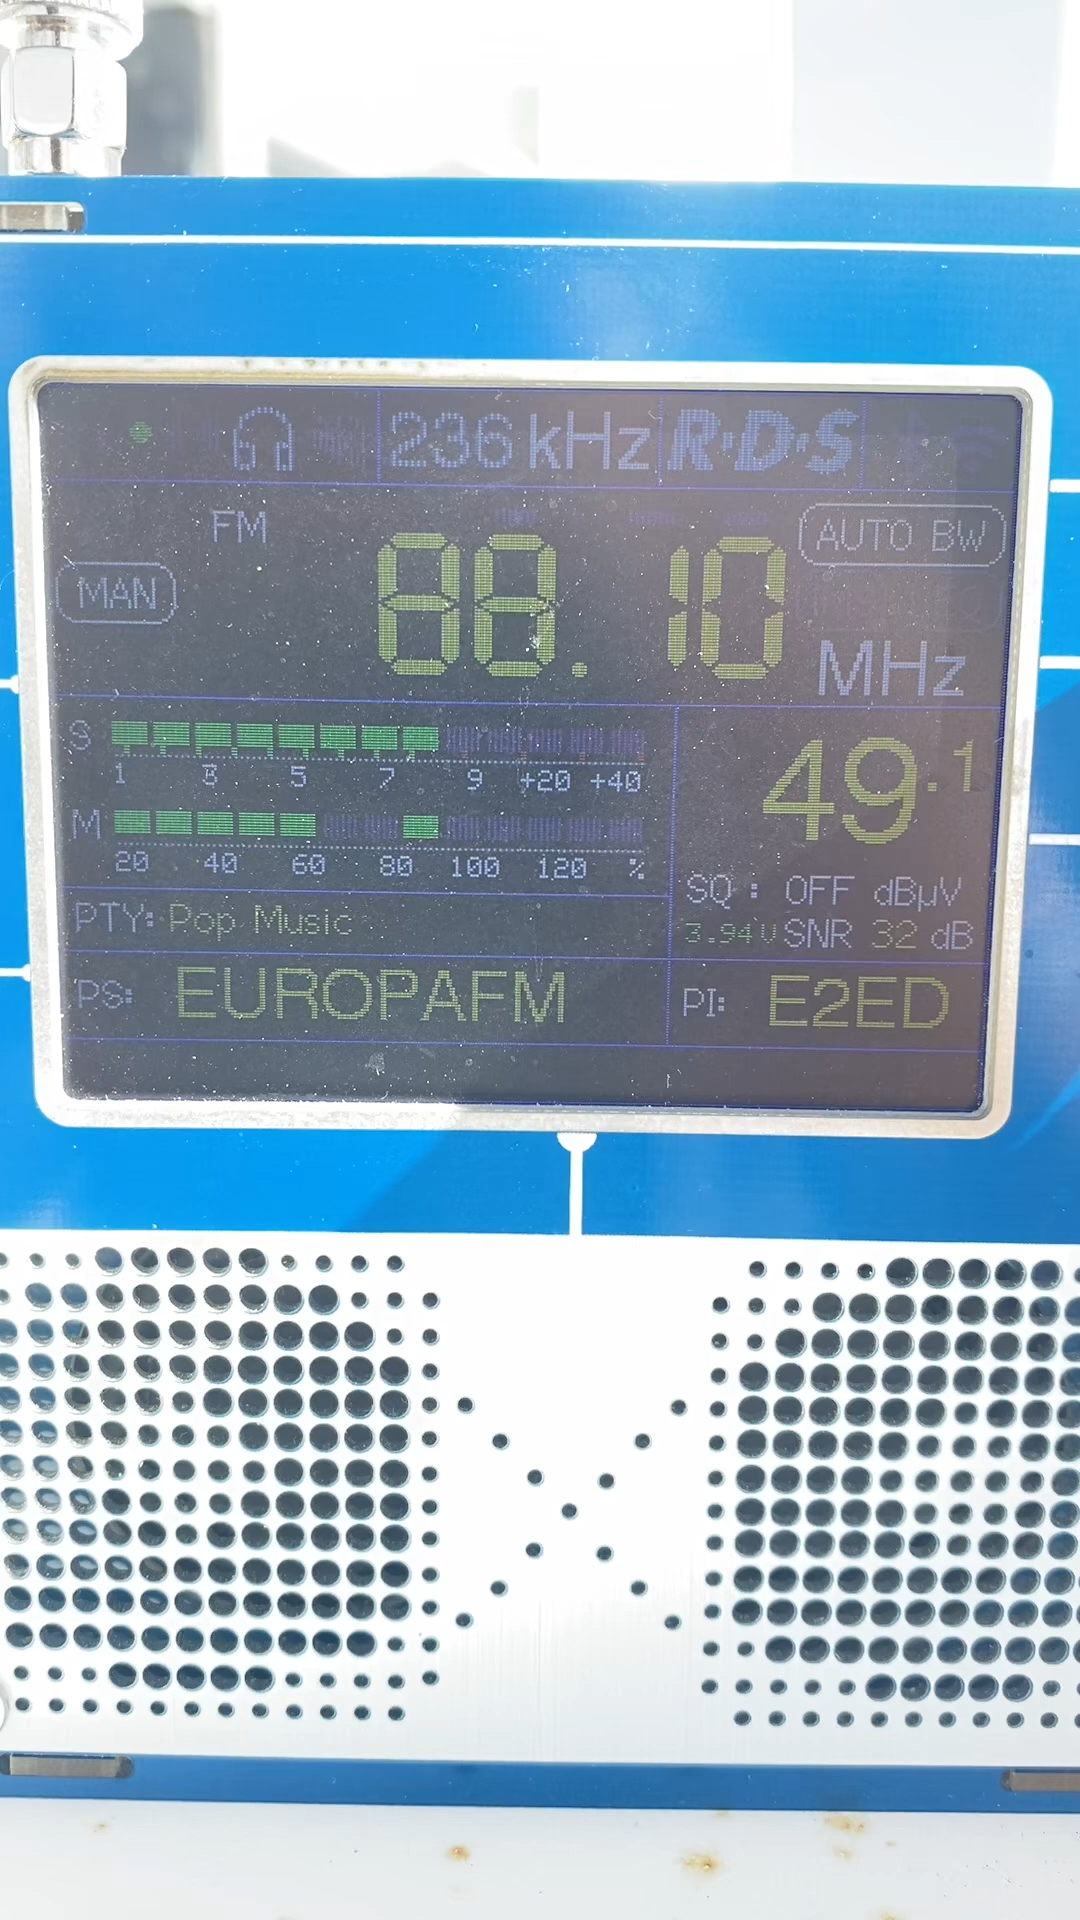 236 kHz R·D·S
FM 88.10 AUTO BW
MAN MHz
S
1 3 5 7 9 +20 +40
49.1
M
20 40 60 80 100 120 %
SQ : OFF dBµV
PTY: Pop Music
3.94V SNR 32 dB
PS: EUROPAFM
PI: E2ED